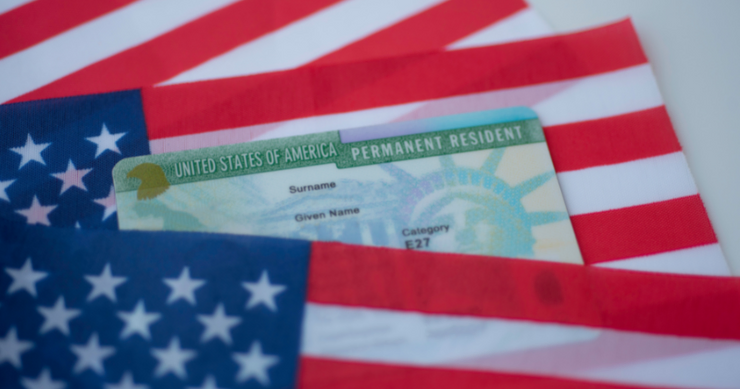 UNITED STATES OF AMERICA PERMANENT RESIDENT
Surname
Given Name
Category
E27